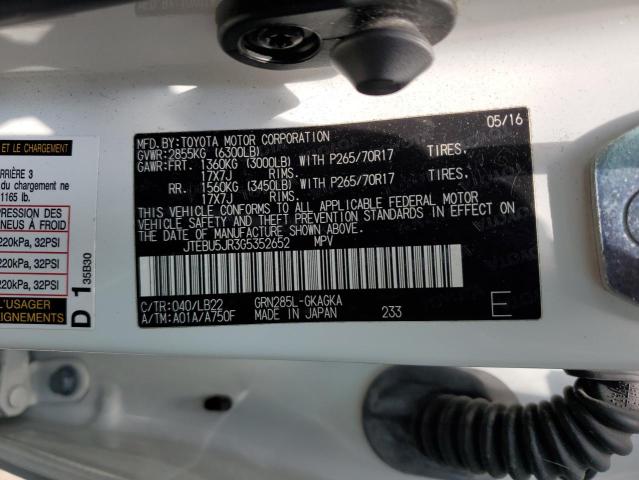 ET LE
ARRIÈRE 3
du chargement ne
1165 lb.
PRESSION DES
PNEUS À FROID
220kPa, 32PSI
220kPa, 32PSI
220kPa, 32PSI
L'USAGER
D 1 35B30
05/16
MFD.BY:TOYOTA MOTOR CORPORATION
GVWR:2855KG (6300LB)
GAWR:FRT. 1360KG (3000LB) WITH P265/70R17 TIRES,
17X7J RIMS.
RR. 1560KG (3450LB) WITH P265/70R17 TIRES,
17X7J RIMS.
THIS VEHICLE CONFORMS TO ALL APPLICABLE FEDERAL MOTOR
VEHICLE SAFETY AND THEFT PREVENTION STANDARDS IN EFFECT ON
THE DATE OF MANUFACTURE SHOWN ABOVE.
JTEBU5JR3G5352652 MPV
C/TR:040/LB22 GRN285L-GKAGKA
A/TM:A01A/A750F MADE IN JAPAN 233
E